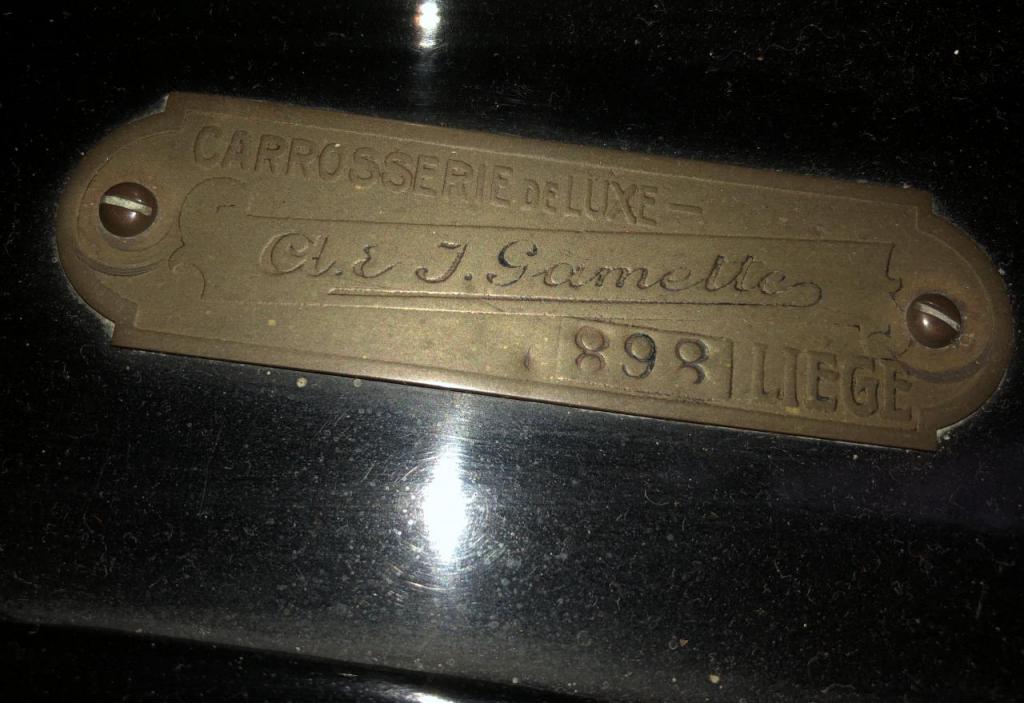 CARROSSERIE DE LUXE —
Ch. & J. Gamette
898 LIÈGE